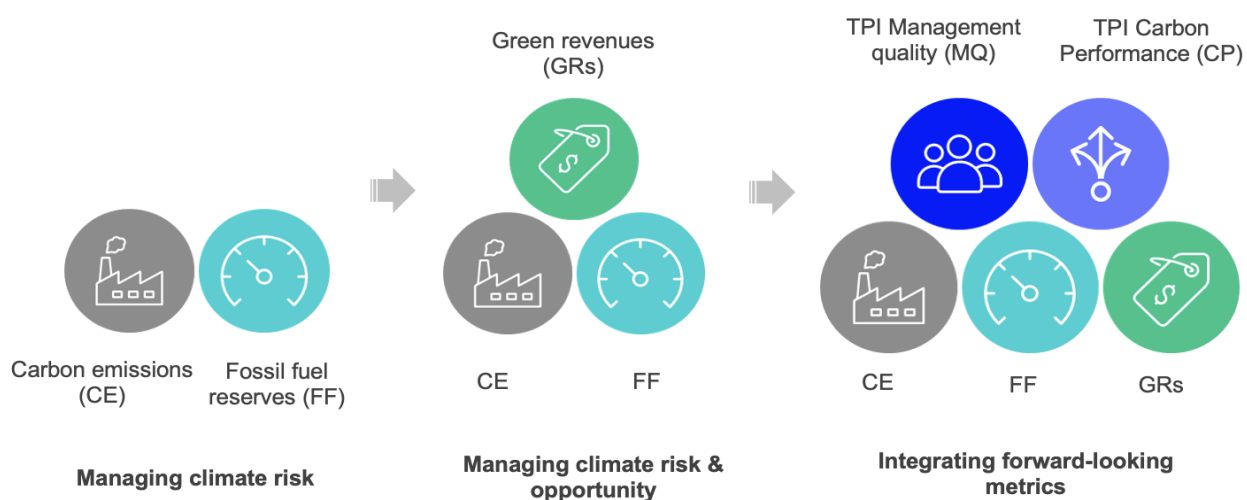 Carbon emissions
(CE)
Fossil fuel
reserves (FF)
Managing climate risk
Green revenues
(GRs)
$
CE
FF
Managing climate risk &
opportunity
TPI Management
quality (MQ)
TPI Carbon
Performance (CP)
$
CE
FF
GRs
Integrating forward-looking
metrics